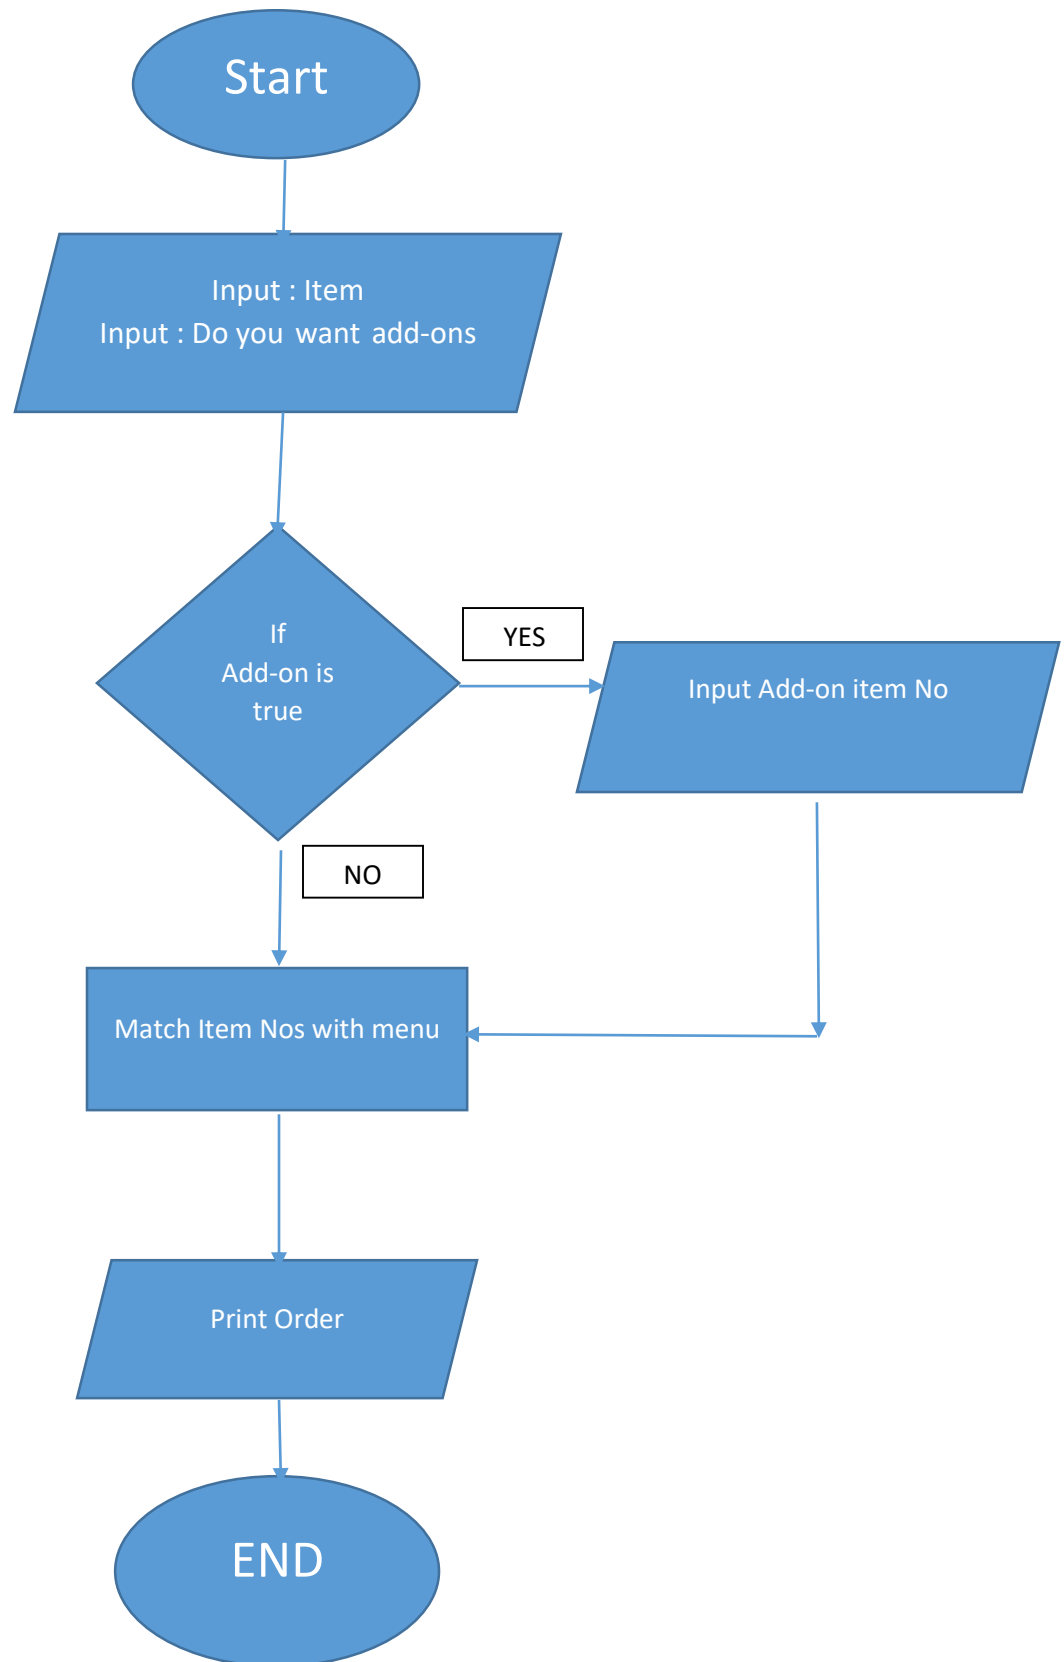 Start
Input : Item
Input : Do you want add-ons
If
Add-on is
true
YES
Input Add-on item No
NO
Match Item Nos with menu
Print Order
END